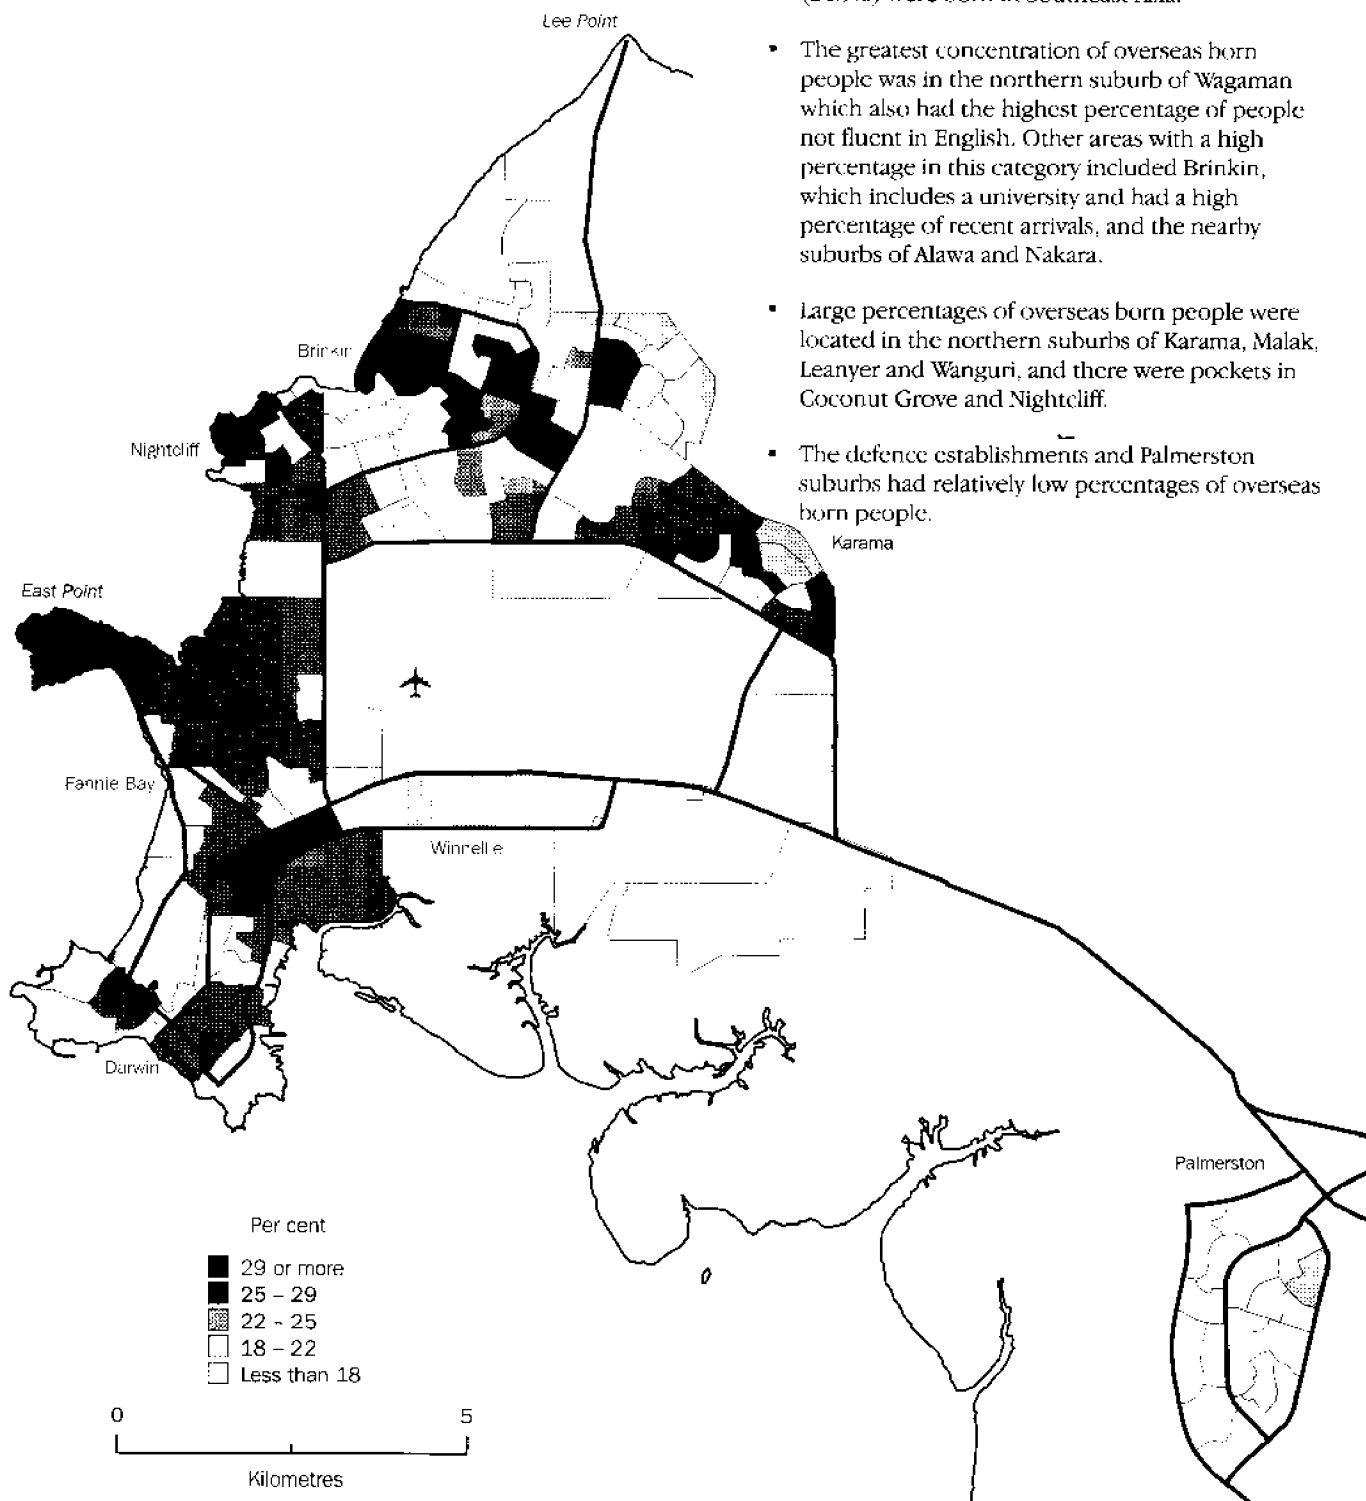 were born in Southeast Asia.
Lee Point
• The greatest concentration of overseas born
people was in the northern suburb of Wagaman
which also had the highest percentage of people
not fluent in English. Other areas with a high
percentage in this category included Brinkin,
which includes a university and had a high
percentage of recent arrivals, and the nearby
suburbs of Alawa and Nakara.
• Large percentages of overseas born people were
located in the northern suburbs of Karama, Malak,
Leanyer and Wanguri, and there were pockets in
Coconut Grove and Nightcliff.
• The defence establishments and Palmerston
suburbs had relatively low percentages of overseas
born people.
Brinkin
Nightcliff
Karama
East Point
Fannie Bay
Winnellie
Darwin
Palmerston
Per cent
29 or more
25 – 29
22 - 25
18 – 22
Less than 18
0 5
Kilometres